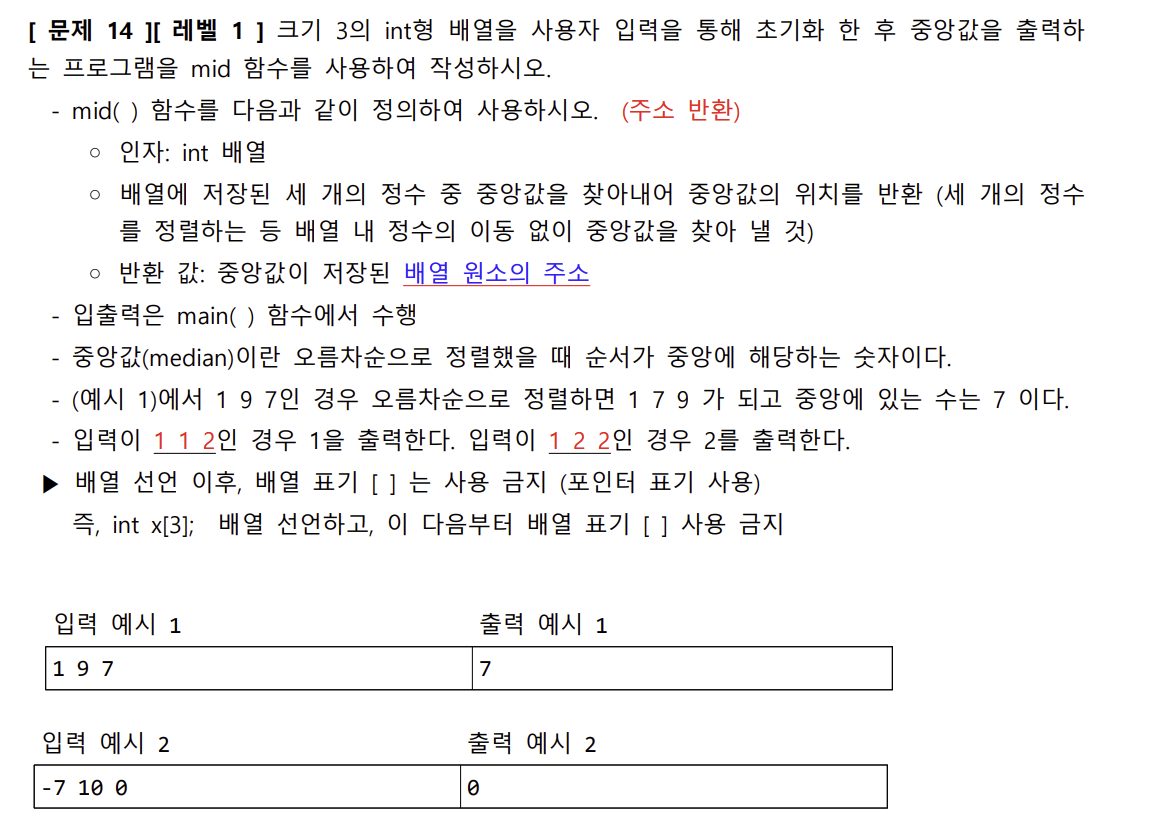 [ 문제 14 ][ 레벨 1 ] 크기 3의 int형 배열을 사용자 입력을 통해 초기화 한 후 중앙값을 출력하
는 프로그램을 mid 함수를 사용하여 작성하시오.
- mid( ) 함수를 다음과 같이 정의하여 사용하시오. (주소 반환)
○ 인자: int 배열
○ 배열에 저장된 세 개의 정수 중 중앙값을 찾아내어 중앙값의 위치를 반환 (세 개의 정수
를 정렬하는 등 배열 내 정수의 이동 없이 중앙값을 찾아 낼 것)
○ 반환 값: 중앙값이 저장된 배열 원소의 주소
- 입출력은 main( ) 함수에서 수행
- 중앙값(median)이란 오름차순으로 정렬했을 때 순서가 중앙에 해당하는 숫자이다.
- (예시 1)에서 1 9 7인 경우 오름차순으로 정렬하면 1 7 9 가 되고 중앙에 있는 수는 7 이다.
- 입력이 1 1 2인 경우 1을 출력한다. 입력이 1 2 2인 경우 2를 출력한다.
▶ 배열 선언 이후, 배열 표기 [ ] 는 사용 금지 (포인터 표기 사용)
즉, int x[3]; 배열 선언하고, 이 다음부터 배열 표기 [ ] 사용 금지
입력 예시 1 출력 예시 1
1 9 7 7
입력 예시 2 출력 예시 2
-7 10 0 0